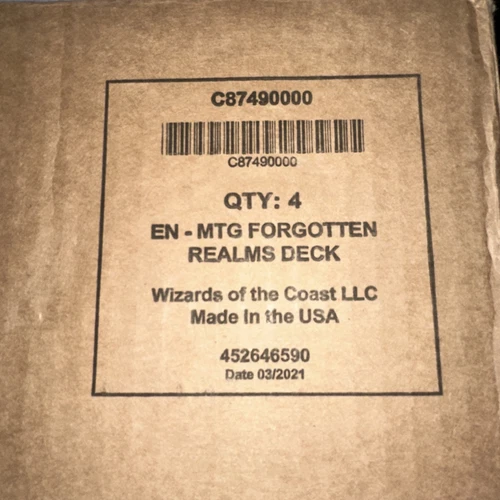 C87490000
C87490000
QTY: 4
EN - MTG FORGOTTEN
REALMS DECK
Wizards of the Coast LLC
Made In the USA
452646590
Date 03/2021